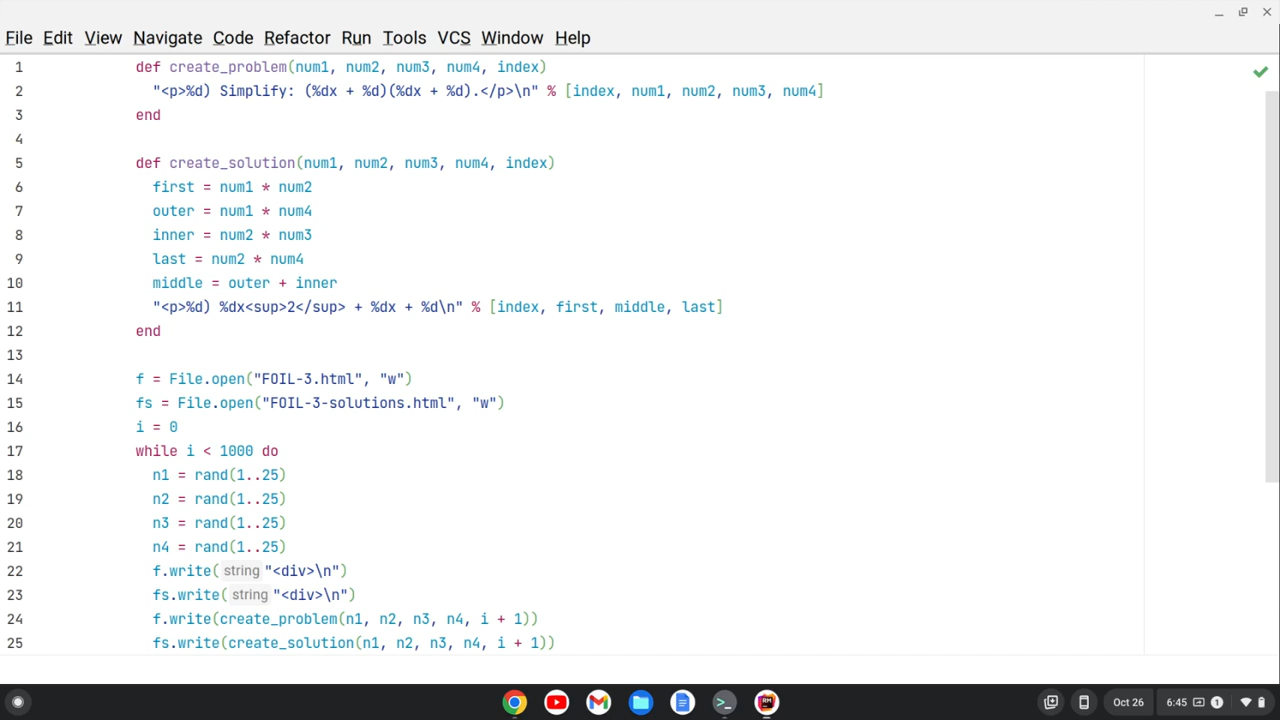 File Edit View Navigate Code Refactor Run Tools VCS Window Help
1 def create_problem(num1, num2, num3, num4, index)
2 "<p>%d) Simplify: (%dx + %d)(%dx + %d).</p>\n" % [index, num1, num2, num3, num4]
3 end
4
5 def create_solution(num1, num2, num3, num4, index)
6 first = num1 * num2
7 outer = num1 * num4
8 inner = num2 * num3
9 last = num2 * num4
10 middle = outer + inner
11 "<p>%d) %dx<sup>2</sup> + %dx + %d\n" % [index, first, middle, last]
12 end
13
14 f = File.open("FOIL-3.html", "w")
15 fs = File.open("FOIL-3-solutions.html", "w")
16 i = 0
17 while i < 1000 do
18 n1 = rand(1..25)
19 n2 = rand(1..25)
20 n3 = rand(1..25)
21 n4 = rand(1..25)
22 f.write( string "<div>\n")
23 fs.write( string "<div>\n")
24 f.write(create_problem(n1, n2, n3, n4, i + 1))
25 fs.write(create_solution(n1, n2, n3, n4, i + 1))
RM Oct 26 6:45 1